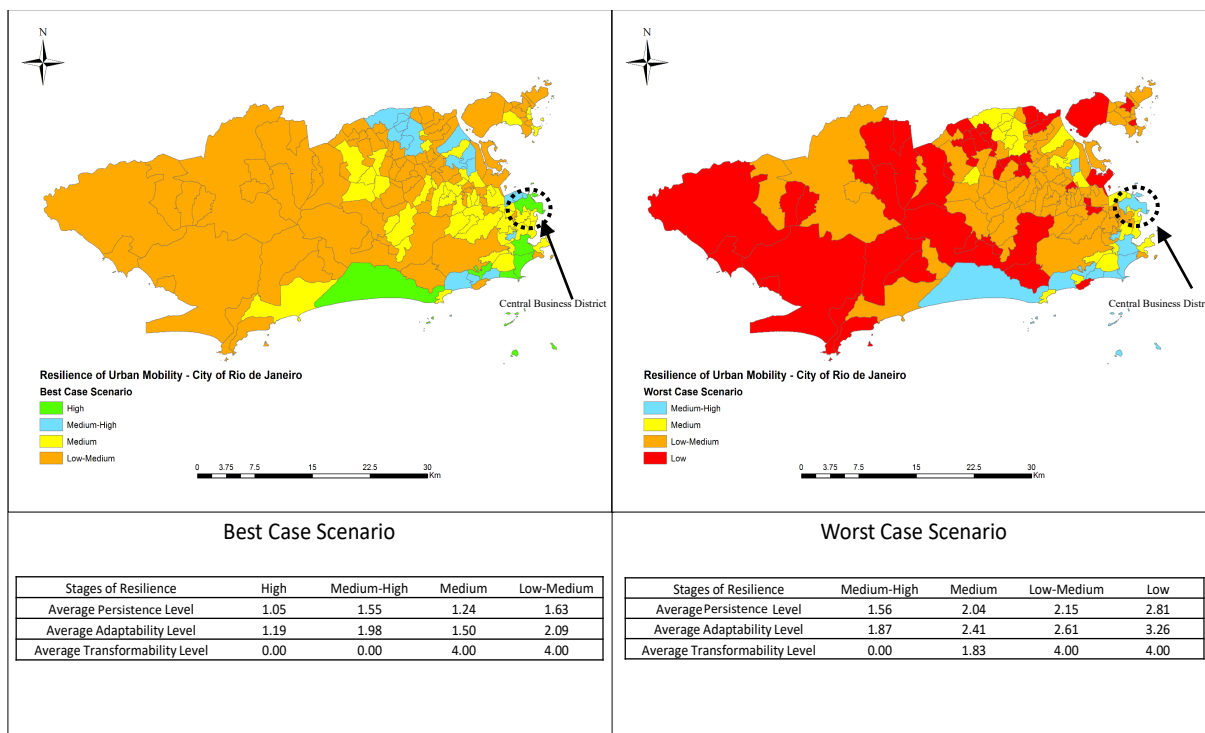 N
Central Business District
Resilience of Urban Mobility - City of Rio de Janeiro
Best Case Scenario
High
Medium-High
Medium
Low-Medium
0 3.75 7.5 15 22.5 30
Km
N
Central Business Distr
Resilience of Urban Mobility - City of Rio de Janeiro
Worst Case Scenario
Medium-High
Medium
Low-Medium
Low
0 3.75 7.5 15 22.5 30
Km
Best Case Scenario
Stages of Resilience High Medium-High Medium Low-Medium
Average Persistence Level 1.05 1.55 1.24 1.63
Average Adaptability Level 1.19 1.98 1.50 2.09
Average Transformability Level 0.00 0.00 4.00 4.00
Worst Case Scenario
Stages of Resilience Medium-High Medium Low-Medium Low
Average Persistence Level 1.56 2.04 2.15 2.81
Average Adaptability Level 1.87 2.41 2.61 3.26
Average Transformability Level 0.00 1.83 4.00 4.00